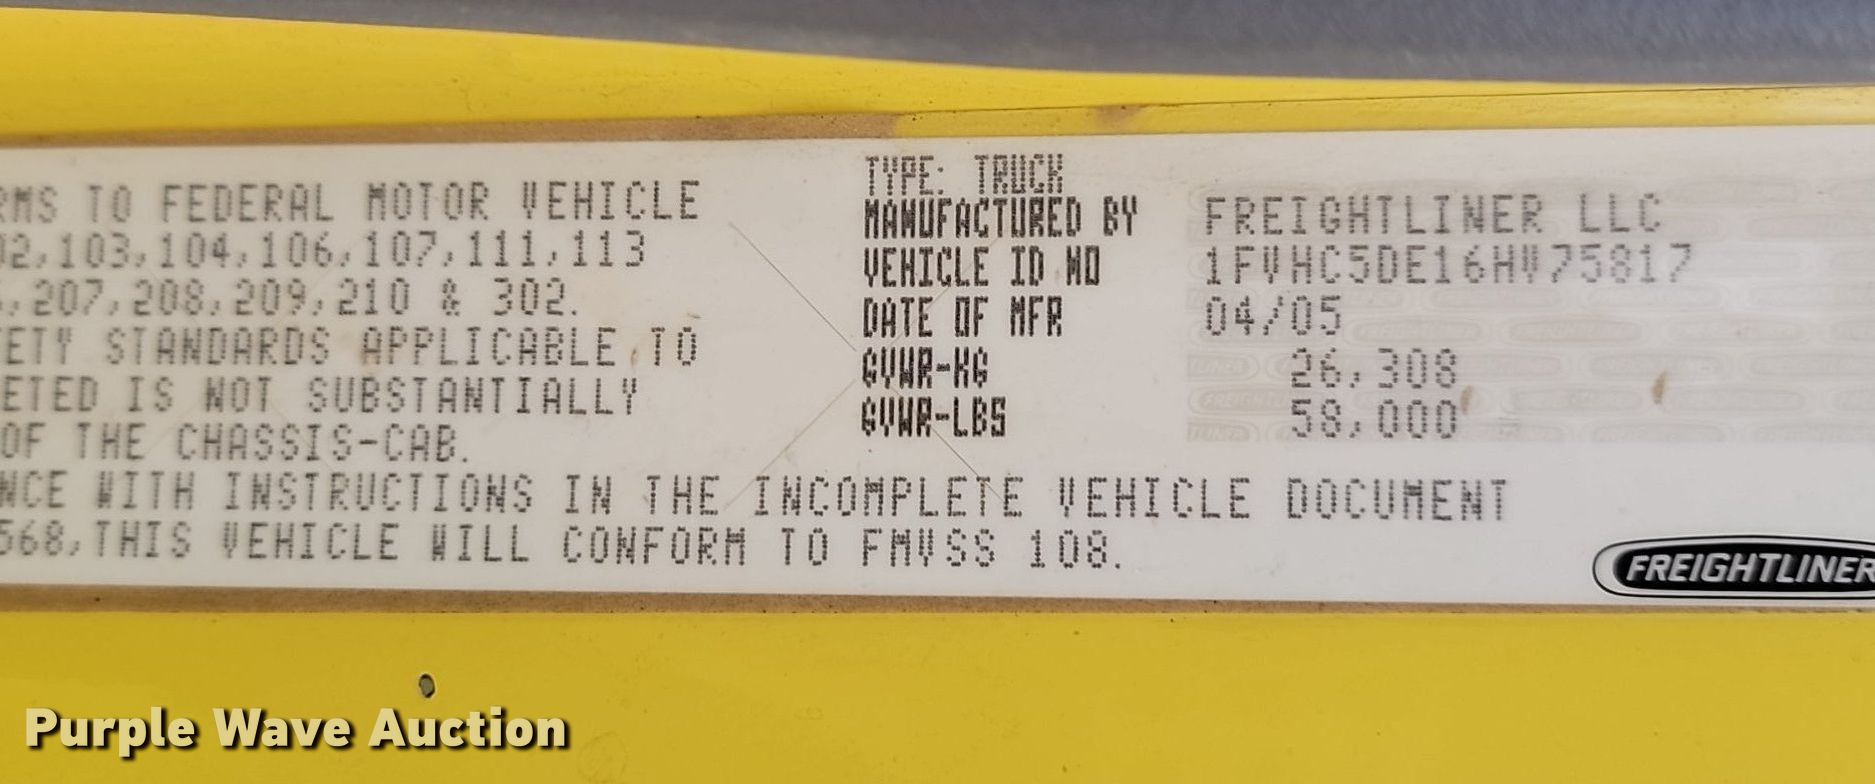 RMS TO FEDERAL MOTOR VEHICLE
02,103,104,106,107,111,113
,207,208,209,210 & 302.
ETY STANDARDS APPLICABLE TO
ETED IS NOT SUBSTANTIALLY
OF THE CHASSIS-CAB.
TYPE: TRUCK
MANUFACTURED BY FREIGHTLINER LLC
VEHICLE ID NO 1FVHC5DE16HV75817
DATE OF MFR 04/05
GVWR-KG 26,308
GVWR-LBS 58,000
NCE WITH INSTRUCTIONS IN THE INCOMPLETE VEHICLE DOCUMENT
568,THIS VEHICLE WILL CONFORM TO FMVSS 108.
FREIGHTLINER
Purple Wave Auction